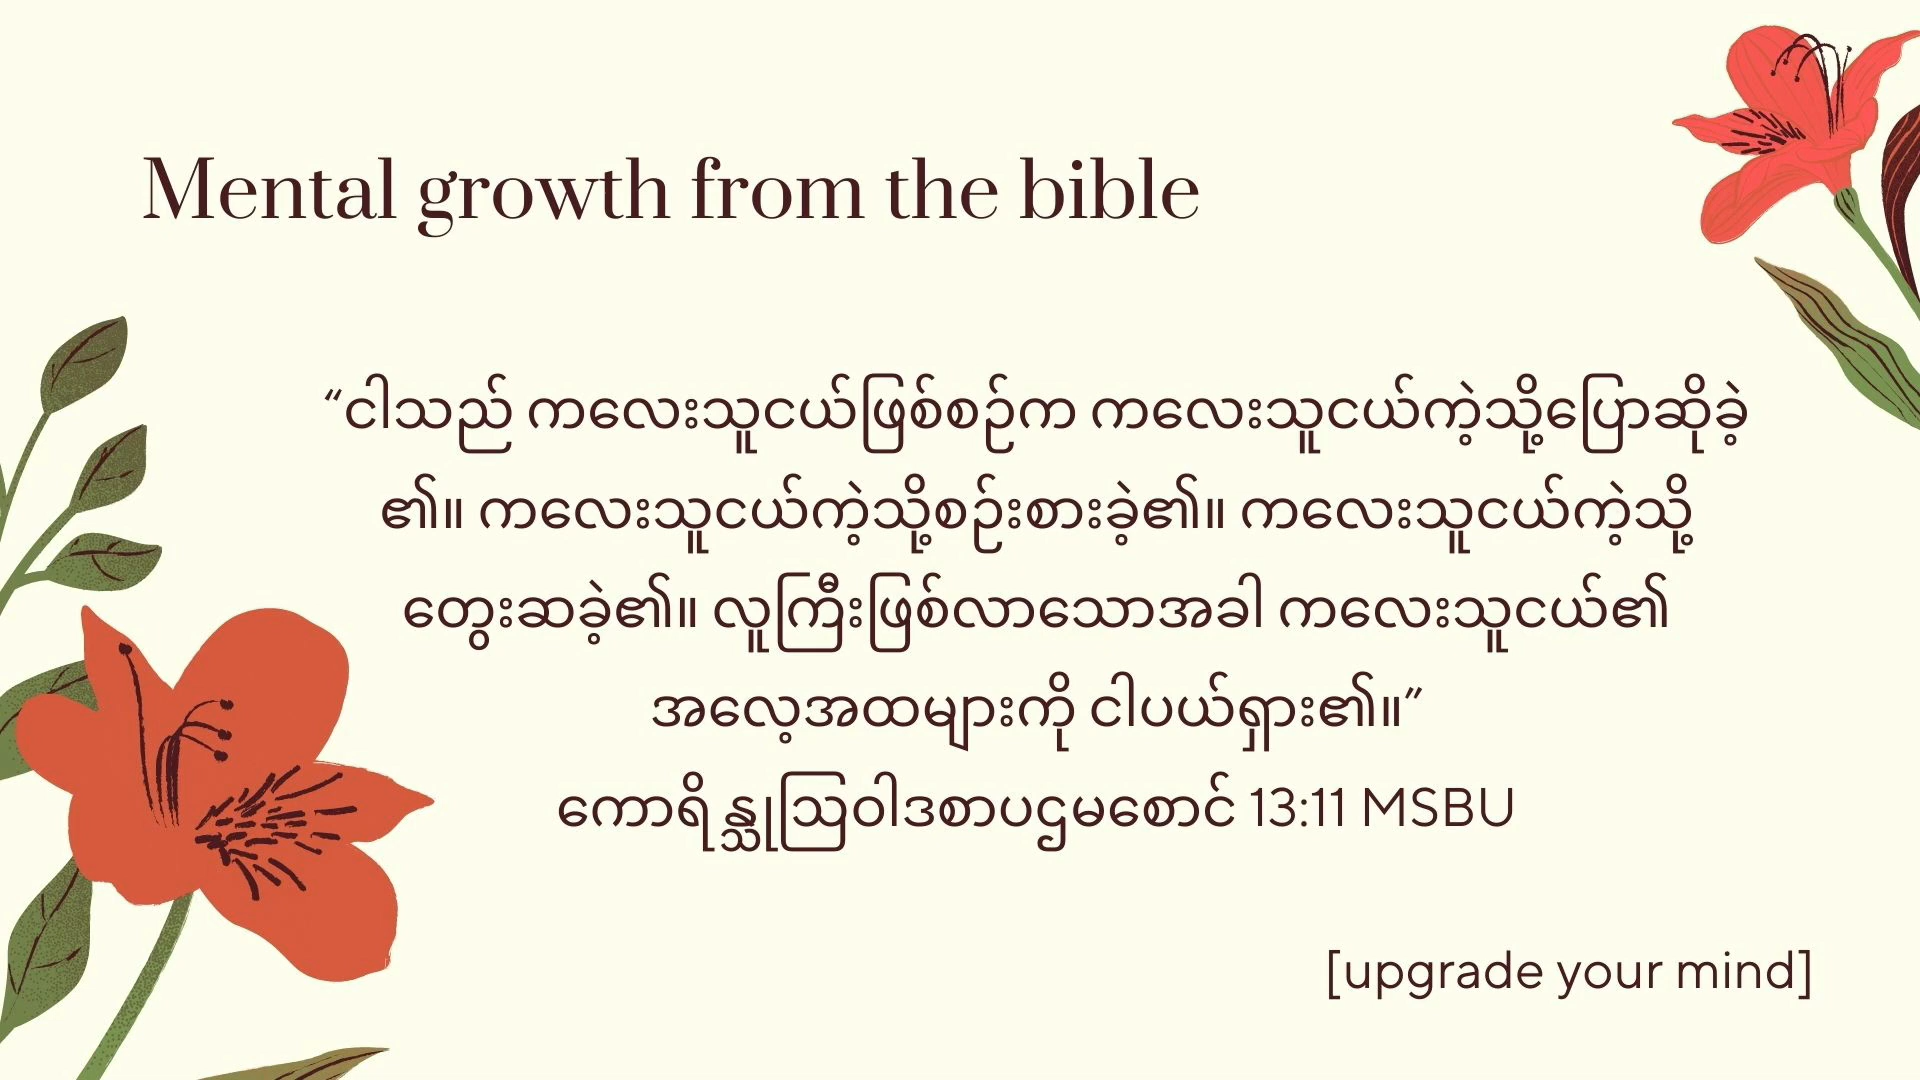 Mental growth from the bible
“ငါသည် ကလေးသူငယ်ဖြစ်စဉ်က ကလေးသူငယ်ကဲ့သို့ပြောဆိုခဲ့
၏။ ကလေးသူငယ်ကဲ့သို့စဉ်းစားခဲ့၏။ ကလေးသူငယ်ကဲ့သို့
တွေးဆခဲ့၏။ လူကြီးဖြစ်လာသောအခါ ကလေးသူငယ်၏
အလေ့အထများကို ငါပယ်ရှား၏။”
ကောရိန္သုသြဝါဒစာပဌမစောင် 13:11 MSBU
[upgrade your mind]